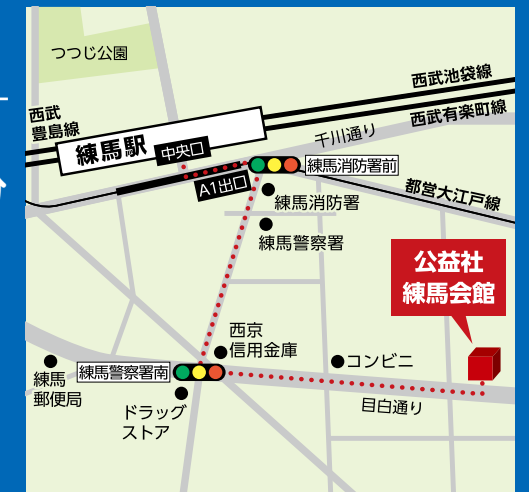 つつじ公園
西武池袋線
西武
豊島線
西武有楽町線
練馬駅
中央口
千川通り
A1出口
練馬消防署前
都営大江戸線
練馬消防署
練馬警察署
公益社
練馬会館
西京
信用金庫
コンビニ
練馬警察署南
練馬
郵便局
ドラッグ
ストア
目白通り